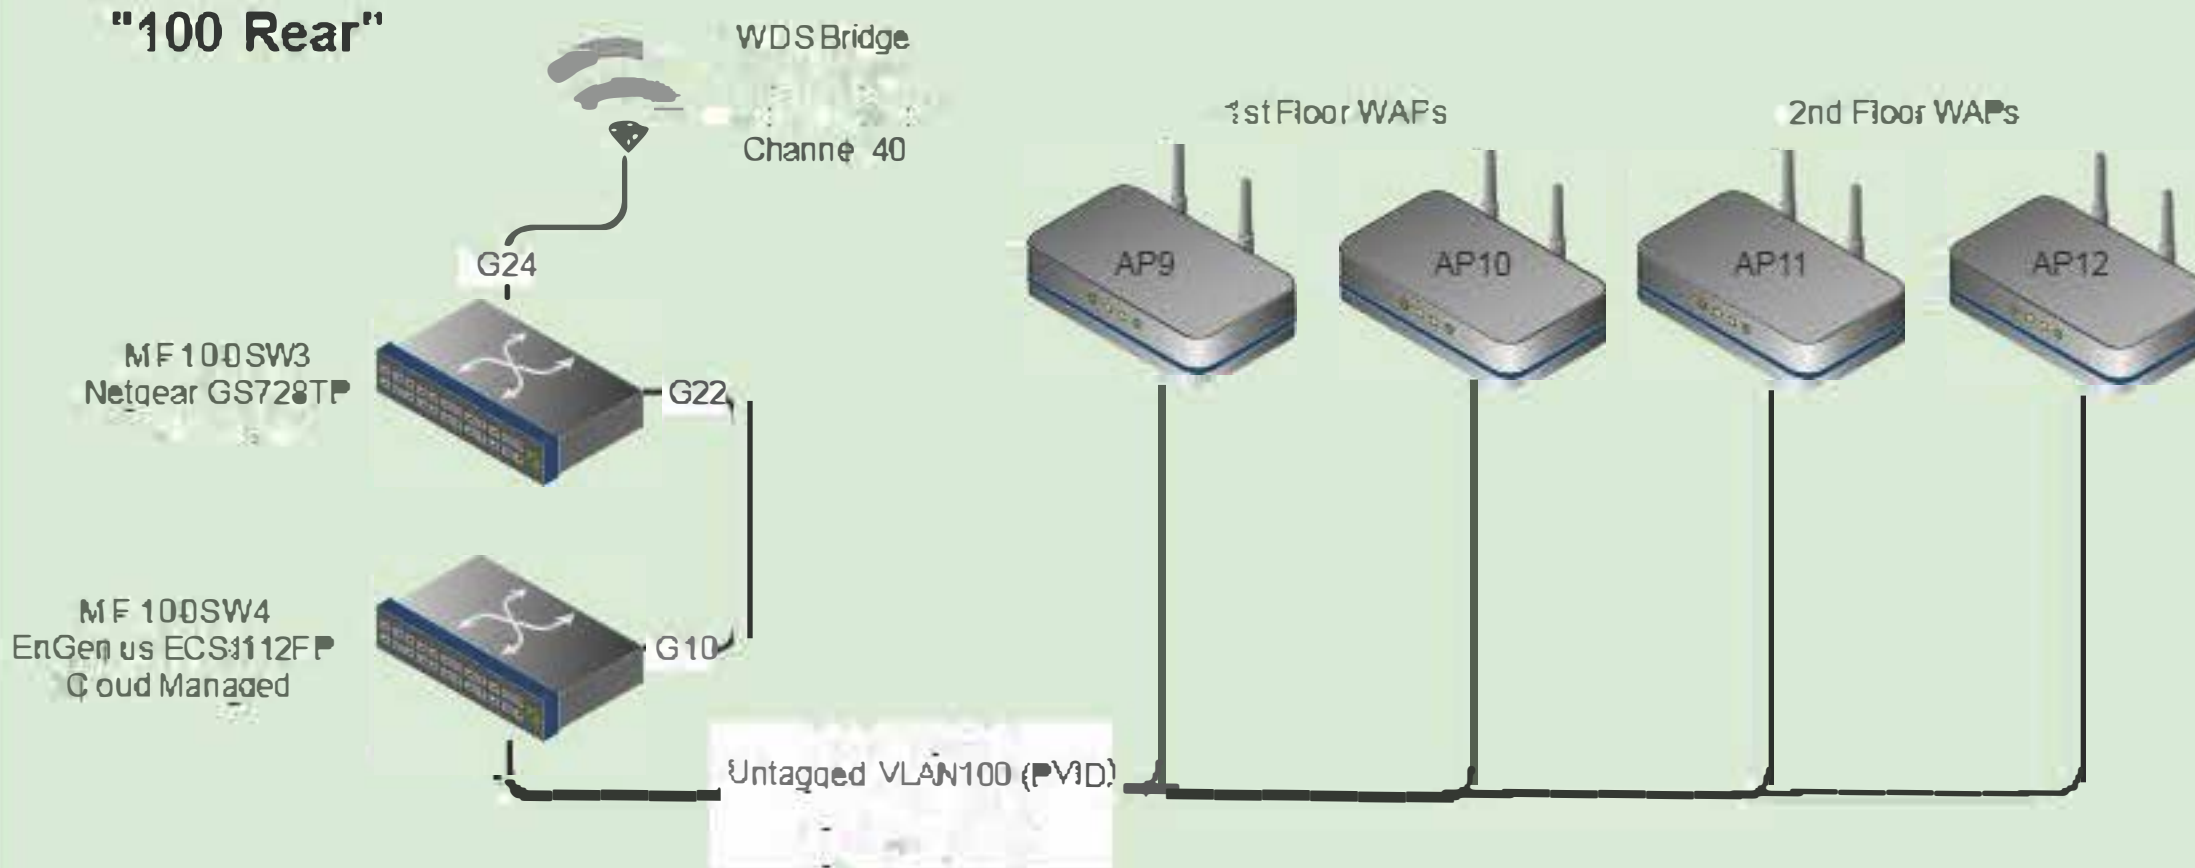 "100 Rear"
WDS Bridge
Channel 40
1st Floor WAPs
2nd Floor WAPs
AP9
AP10
AP11
AP12
G24
MF100SW3
Netgear GS728TP
G22
MF100SW4
EnGenius ECS1112FP
Cloud Managed
G10
Untagged VLAN100 (PVID)